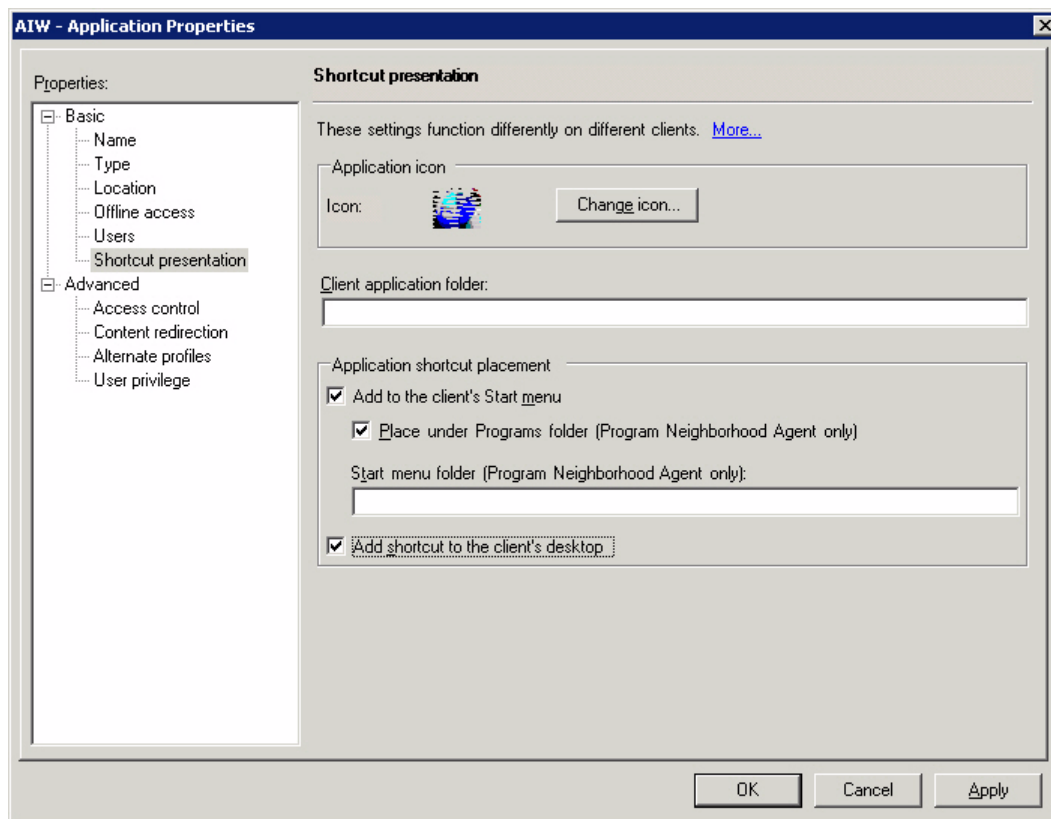 AIW - Application Properties
Properties:
Basic
Name
Type
Location
Offline access
Users
Shortcut presentation
Advanced
Access control
Content redirection
Alternate profiles
User privilege
Shortcut presentation
These settings function differently on different clients. More...
Application icon
Icon:
Change icon...
Client application folder:
Application shortcut placement
Add to the client's Start menu
Place under Programs folder (Program Neighborhood Agent only)
Start menu folder (Program Neighborhood Agent only):
Add shortcut to the client's desktop
OK
Cancel
Apply